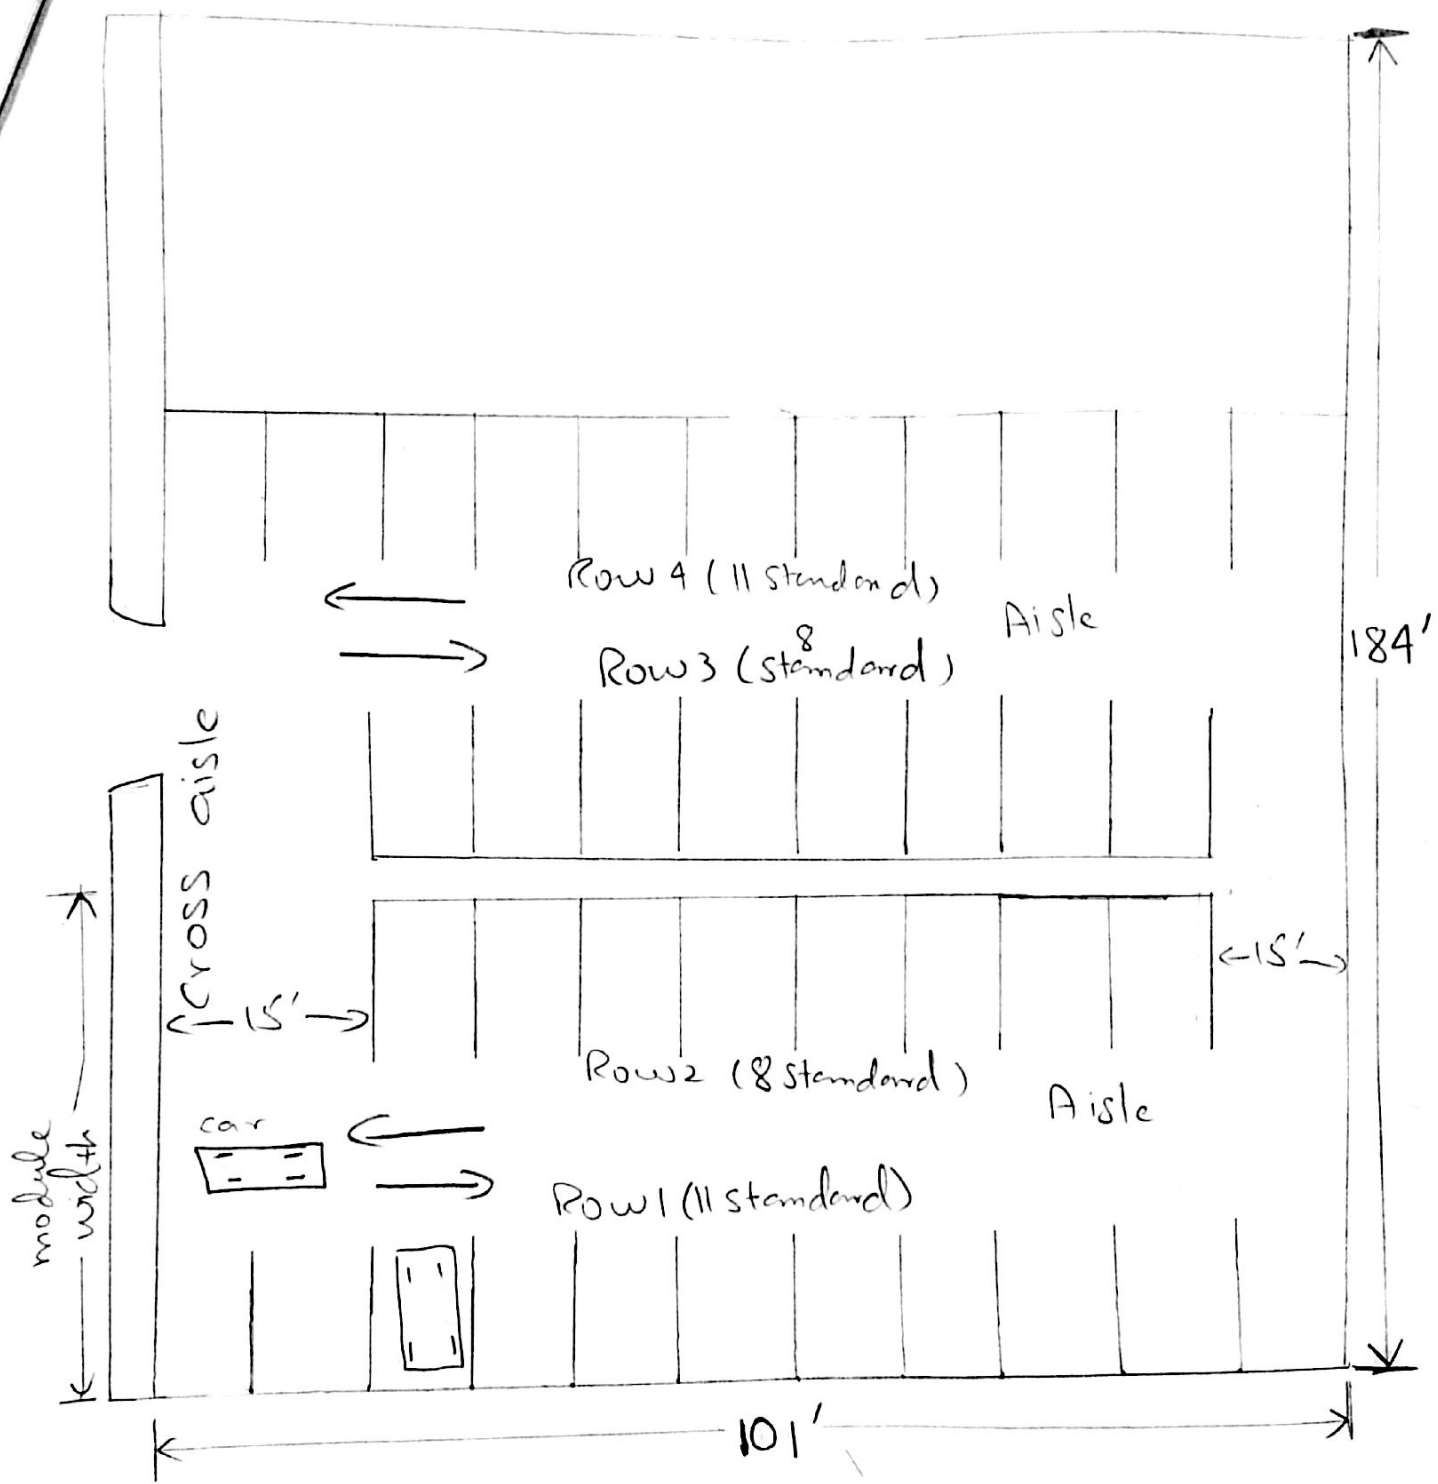 Row 4 (11 standard)
Aisle
8
Row 3 (standard)
184'
Cross aisle
15'
15'
Row 2 (8 standard)
Aisle
car
module
width
Row 1 (11 standard)
101'